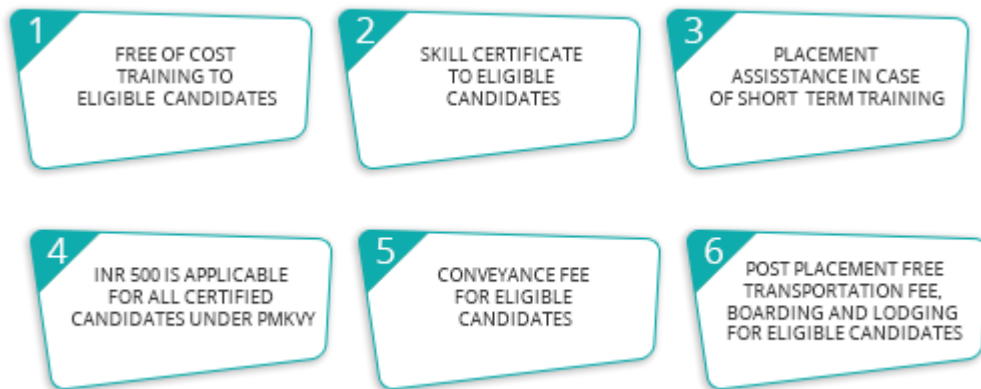 1
FREE OF COST
TRAINING TO
ELIGIBLE CANDIDATES
2
SKILL CERTIFICATE
TO ELIGIBLE
CANDIDATES
3
PLACEMENT
ASSISSTANCE IN CASE
OF SHORT TERM TRAINING
4
INR 500 IS APPLICABLE
FOR ALL CERTIFIED
CANDIDATES UNDER PMKVY
5
CONVEYANCE FEE
FOR ELIGIBLE
CANDIDATES
6
POST PLACEMENT FREE
TRANSPORTATION FEE,
BOARDING AND LODGING
FOR ELIGIBLE CANDIDATES